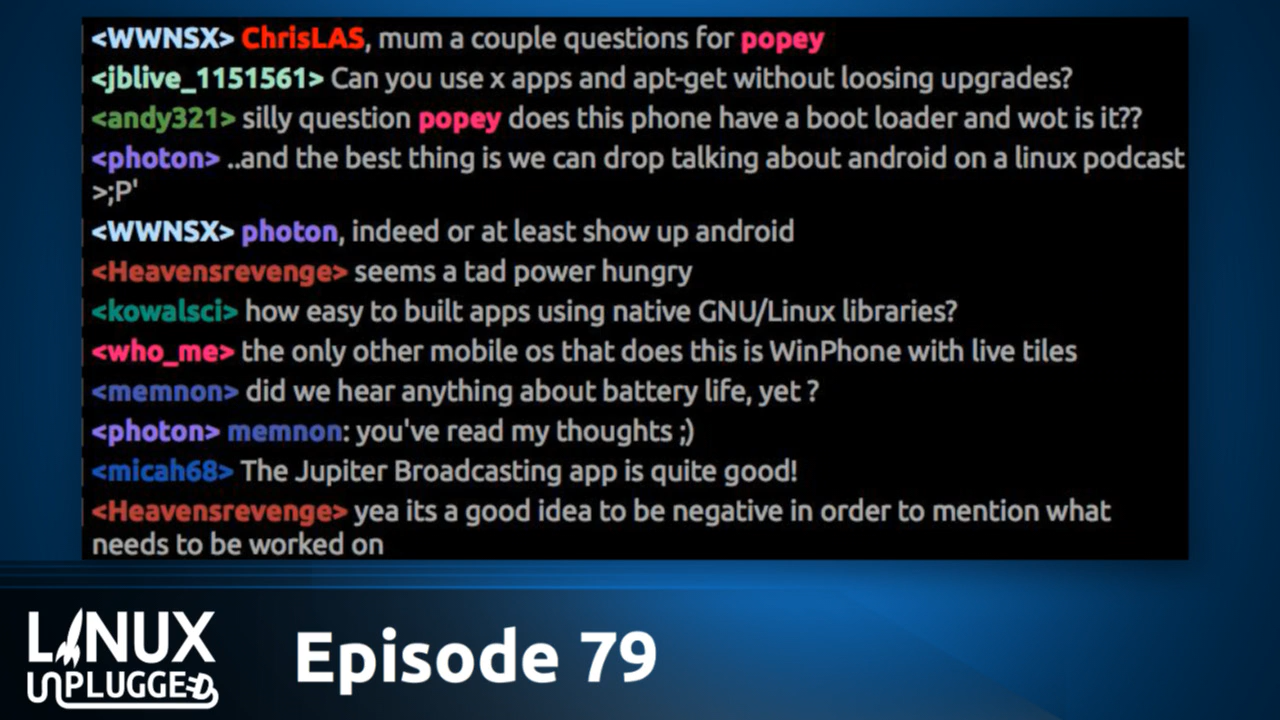 <WWNSX> ChrisLAS, mum a couple questions for popey
<jblive_1151561> Can you use x apps and apt-get without loosing upgrades?
<andy321> silly question popey does this phone have a boot loader and wot is it??
<photon> ..and the best thing is we can drop talking about android on a linux podcast
>;P'
<WWNSX> photon, indeed or at least show up android
<Heavensrevenge> seems a tad power hungry
<kowalsci> how easy to built apps using native GNU/Linux libraries?
<who_me> the only other mobile os that does this is WinPhone with live tiles
<memnon> did we hear anything about battery life, yet ?
<photon> memnon: you've read my thoughts ;)
<micah68> The Jupiter Broadcasting app is quite good!
<Heavensrevenge> yea its a good idea to be negative in order to mention what
needs to be worked on
LINUX
UNPLUGGED
Episode 79